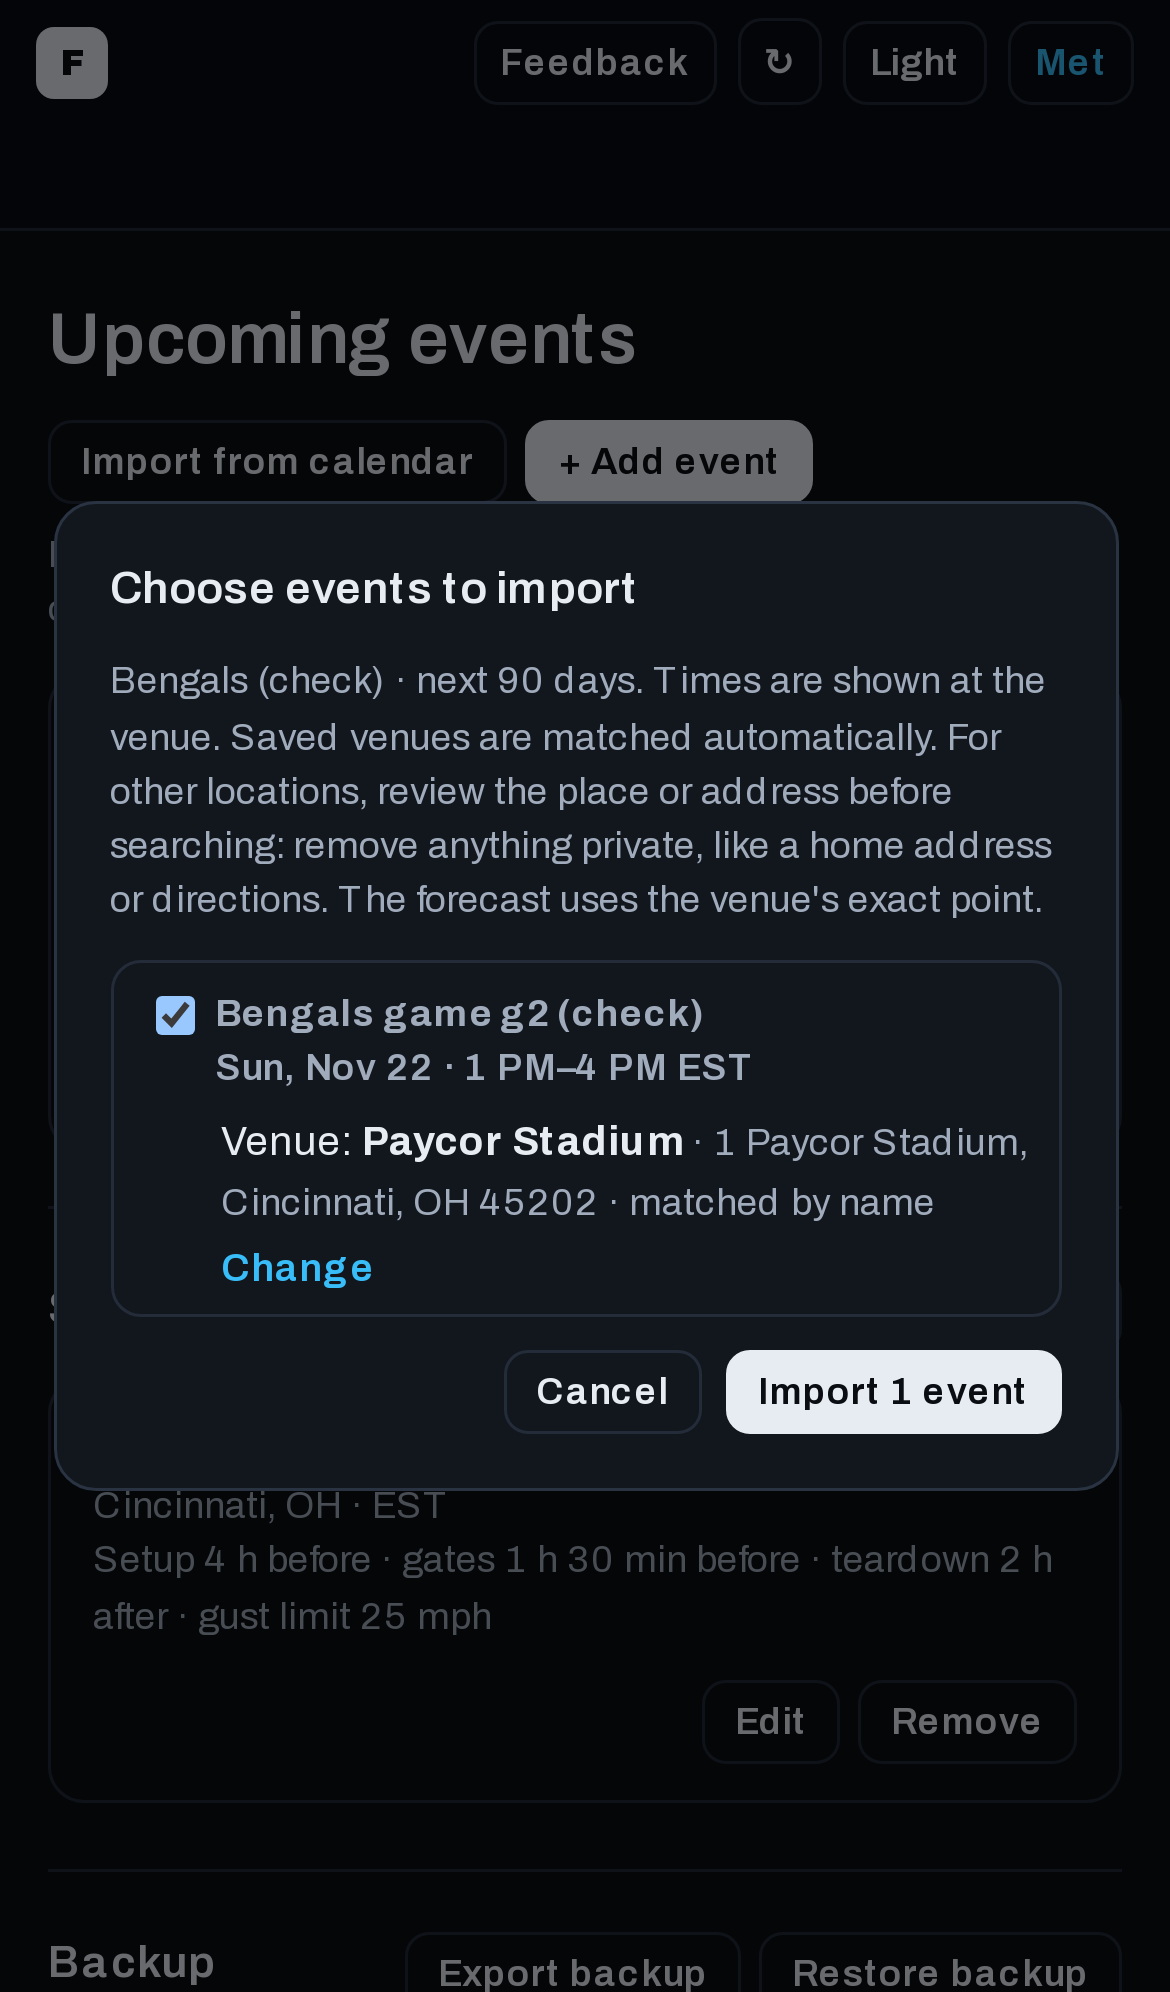 F
Feedback ↻ Light Met
Upcoming events
Import from calendar + Add event
Choose events to import
Bengals (check) · next 90 days. Times are shown at the
venue. Saved venues are matched automatically. For
other locations, review the place or address before
searching: remove anything private, like a home address
or directions. The forecast uses the venue's exact point.
Bengals game g2 (check)
Sun, Nov 22 · 1 PM–4 PM EST
Venue: Paycor Stadium · 1 Paycor Stadium,
Cincinnati, OH 45202 · matched by name
Change
Cancel Import 1 event
Cincinnati, OH · EST
Setup 4 h before · gates 1 h 30 min before · teardown 2 h
after · gust limit 25 mph
Edit Remove
Backup Export backup Restore backup